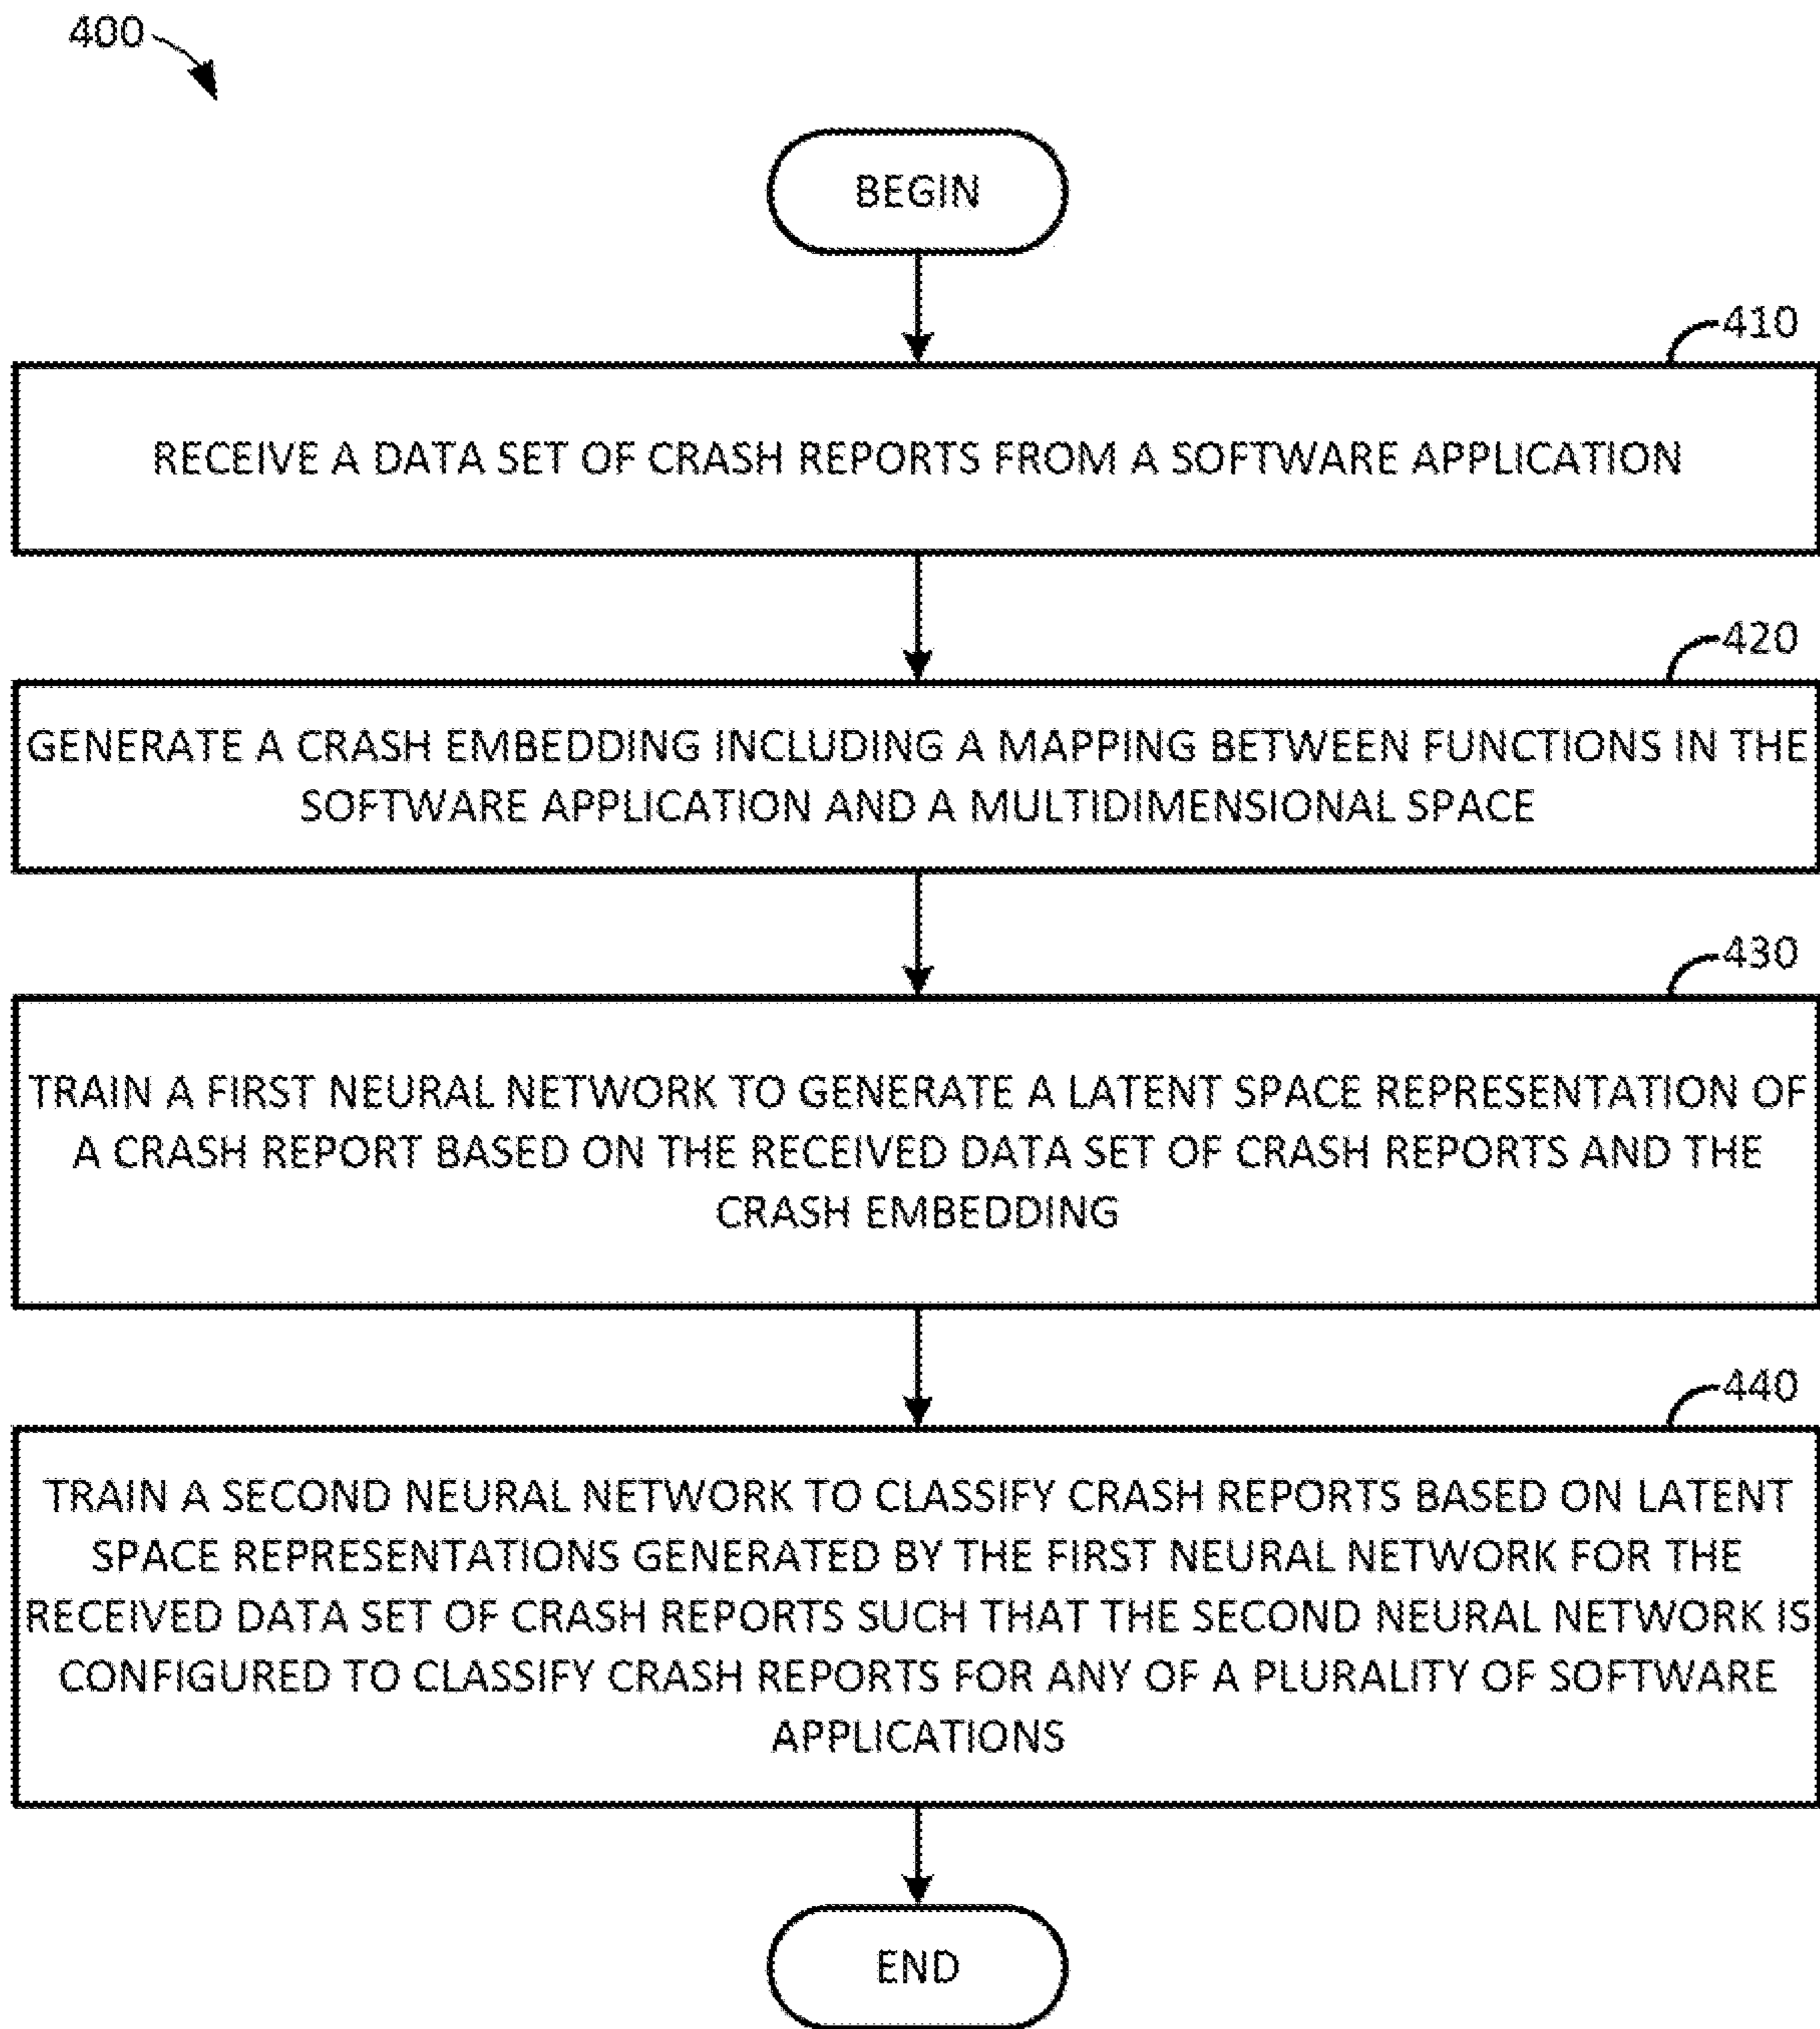 400
BEGIN
410
RECEIVE A DATA SET OF CRASH REPORTS FROM A SOFTWARE APPLICATION
420
GENERATE A CRASH EMBEDDING INCLUDING A MAPPING BETWEEN FUNCTIONS IN THE
SOFTWARE APPLICATION AND A MULTIDIMENSIONAL SPACE
430
TRAIN A FIRST NEURAL NETWORK TO GENERATE A LATENT SPACE REPRESENTATION OF
A CRASH REPORT BASED ON THE RECEIVED DATA SET OF CRASH REPORTS AND THE
CRASH EMBEDDING
440
TRAIN A SECOND NEURAL NETWORK TO CLASSIFY CRASH REPORTS BASED ON LATENT
SPACE REPRESENTATIONS GENERATED BY THE FIRST NEURAL NETWORK FOR THE
RECEIVED DATA SET OF CRASH REPORTS SUCH THAT THE SECOND NEURAL NETWORK IS
CONFIGURED TO CLASSIFY CRASH REPORTS FOR ANY OF A PLURALITY OF SOFTWARE
APPLICATIONS
END